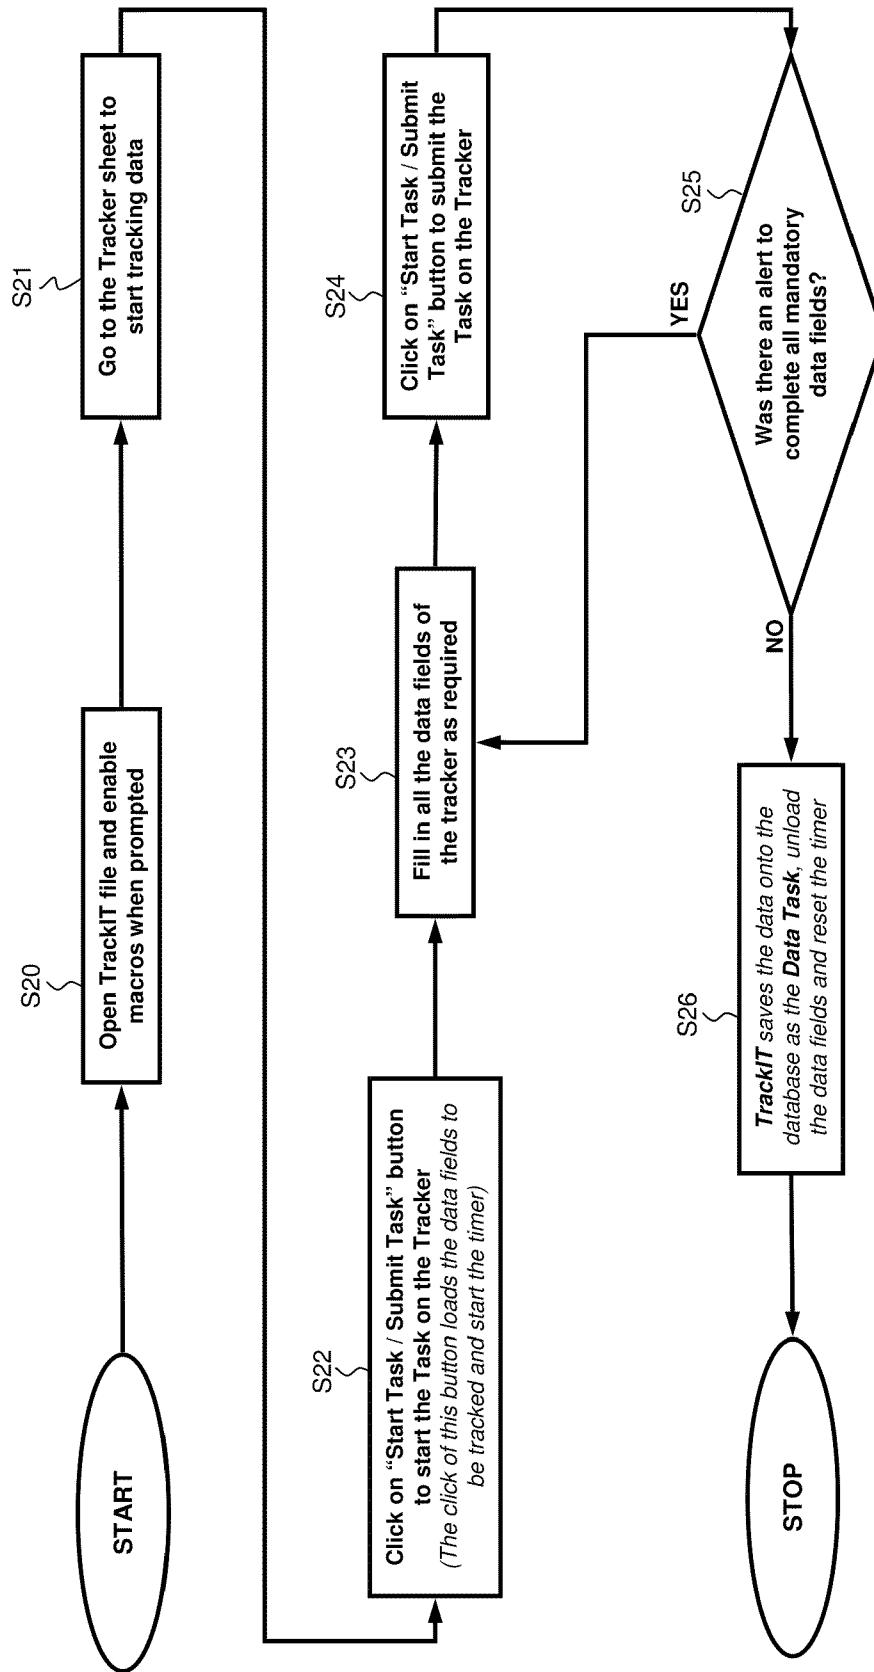 START
S20
Open TrackIT file and enable
macros when prompted
S21
Go to the Tracker sheet to
start tracking data
S22
Click on “Start Task / Submit Task” button
to start the Task on the Tracker
(The click of this button loads the data fields to
be tracked and start the timer)
S23
Fill in all the data fields of
the tracker as required
S24
Click on “Start Task / Submit
Task” button to submit the
Task on the Tracker
S25
Was there an alert to
complete all mandatory
data fields?
YES
NO
S26
TrackIT saves the data onto the
database as the Data Task, unload
the data fields and reset the timer
STOP